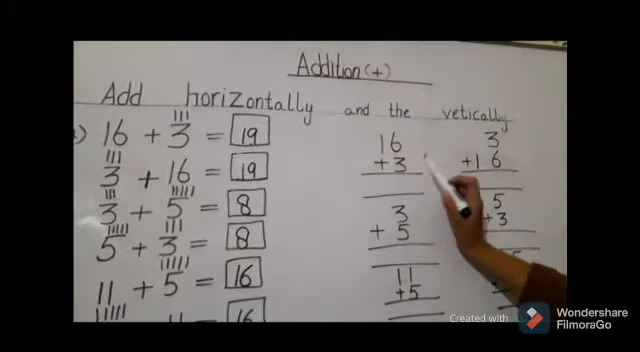 Addition (+)
Add horizontally and the vetically
) 16 + 3 = 19
3 + 16 = 19
3 + 5 = 8
5 + 3 = 8
11 + 5 = 16
16
16
+3
3
+5
11
+5
3
+16
5
+3
Created with
Wondershare
FilmoraGo